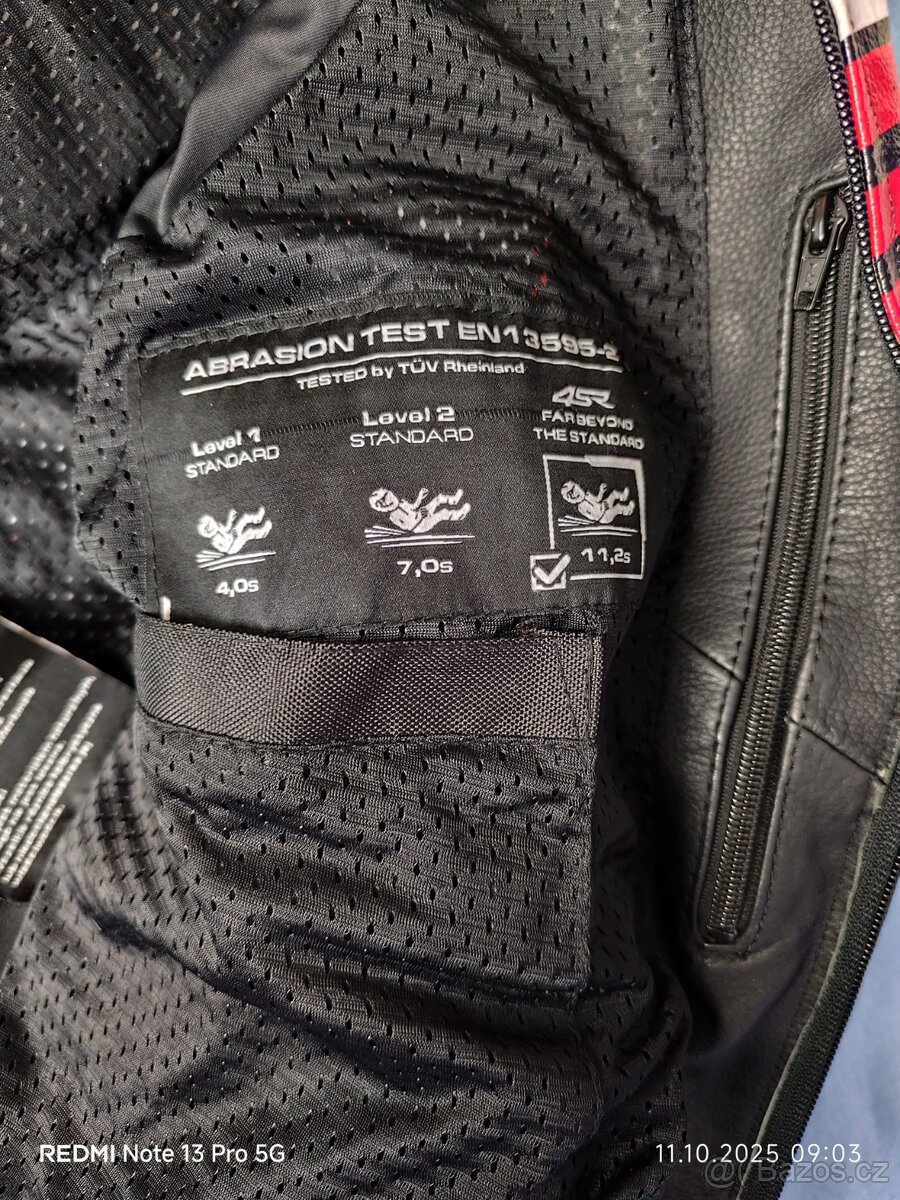 ABRASION TEST EN13595-2
TESTED by TÜV Rheinland
Level 1
STANDARD
4,0s
Level 2
STANDARD
7,0s
4SR
FAR BEYOND
THE STANDARD
11,2s
REDMI Note 13 Pro 5G
11.10.2025 09:03
@ Bazos.cz